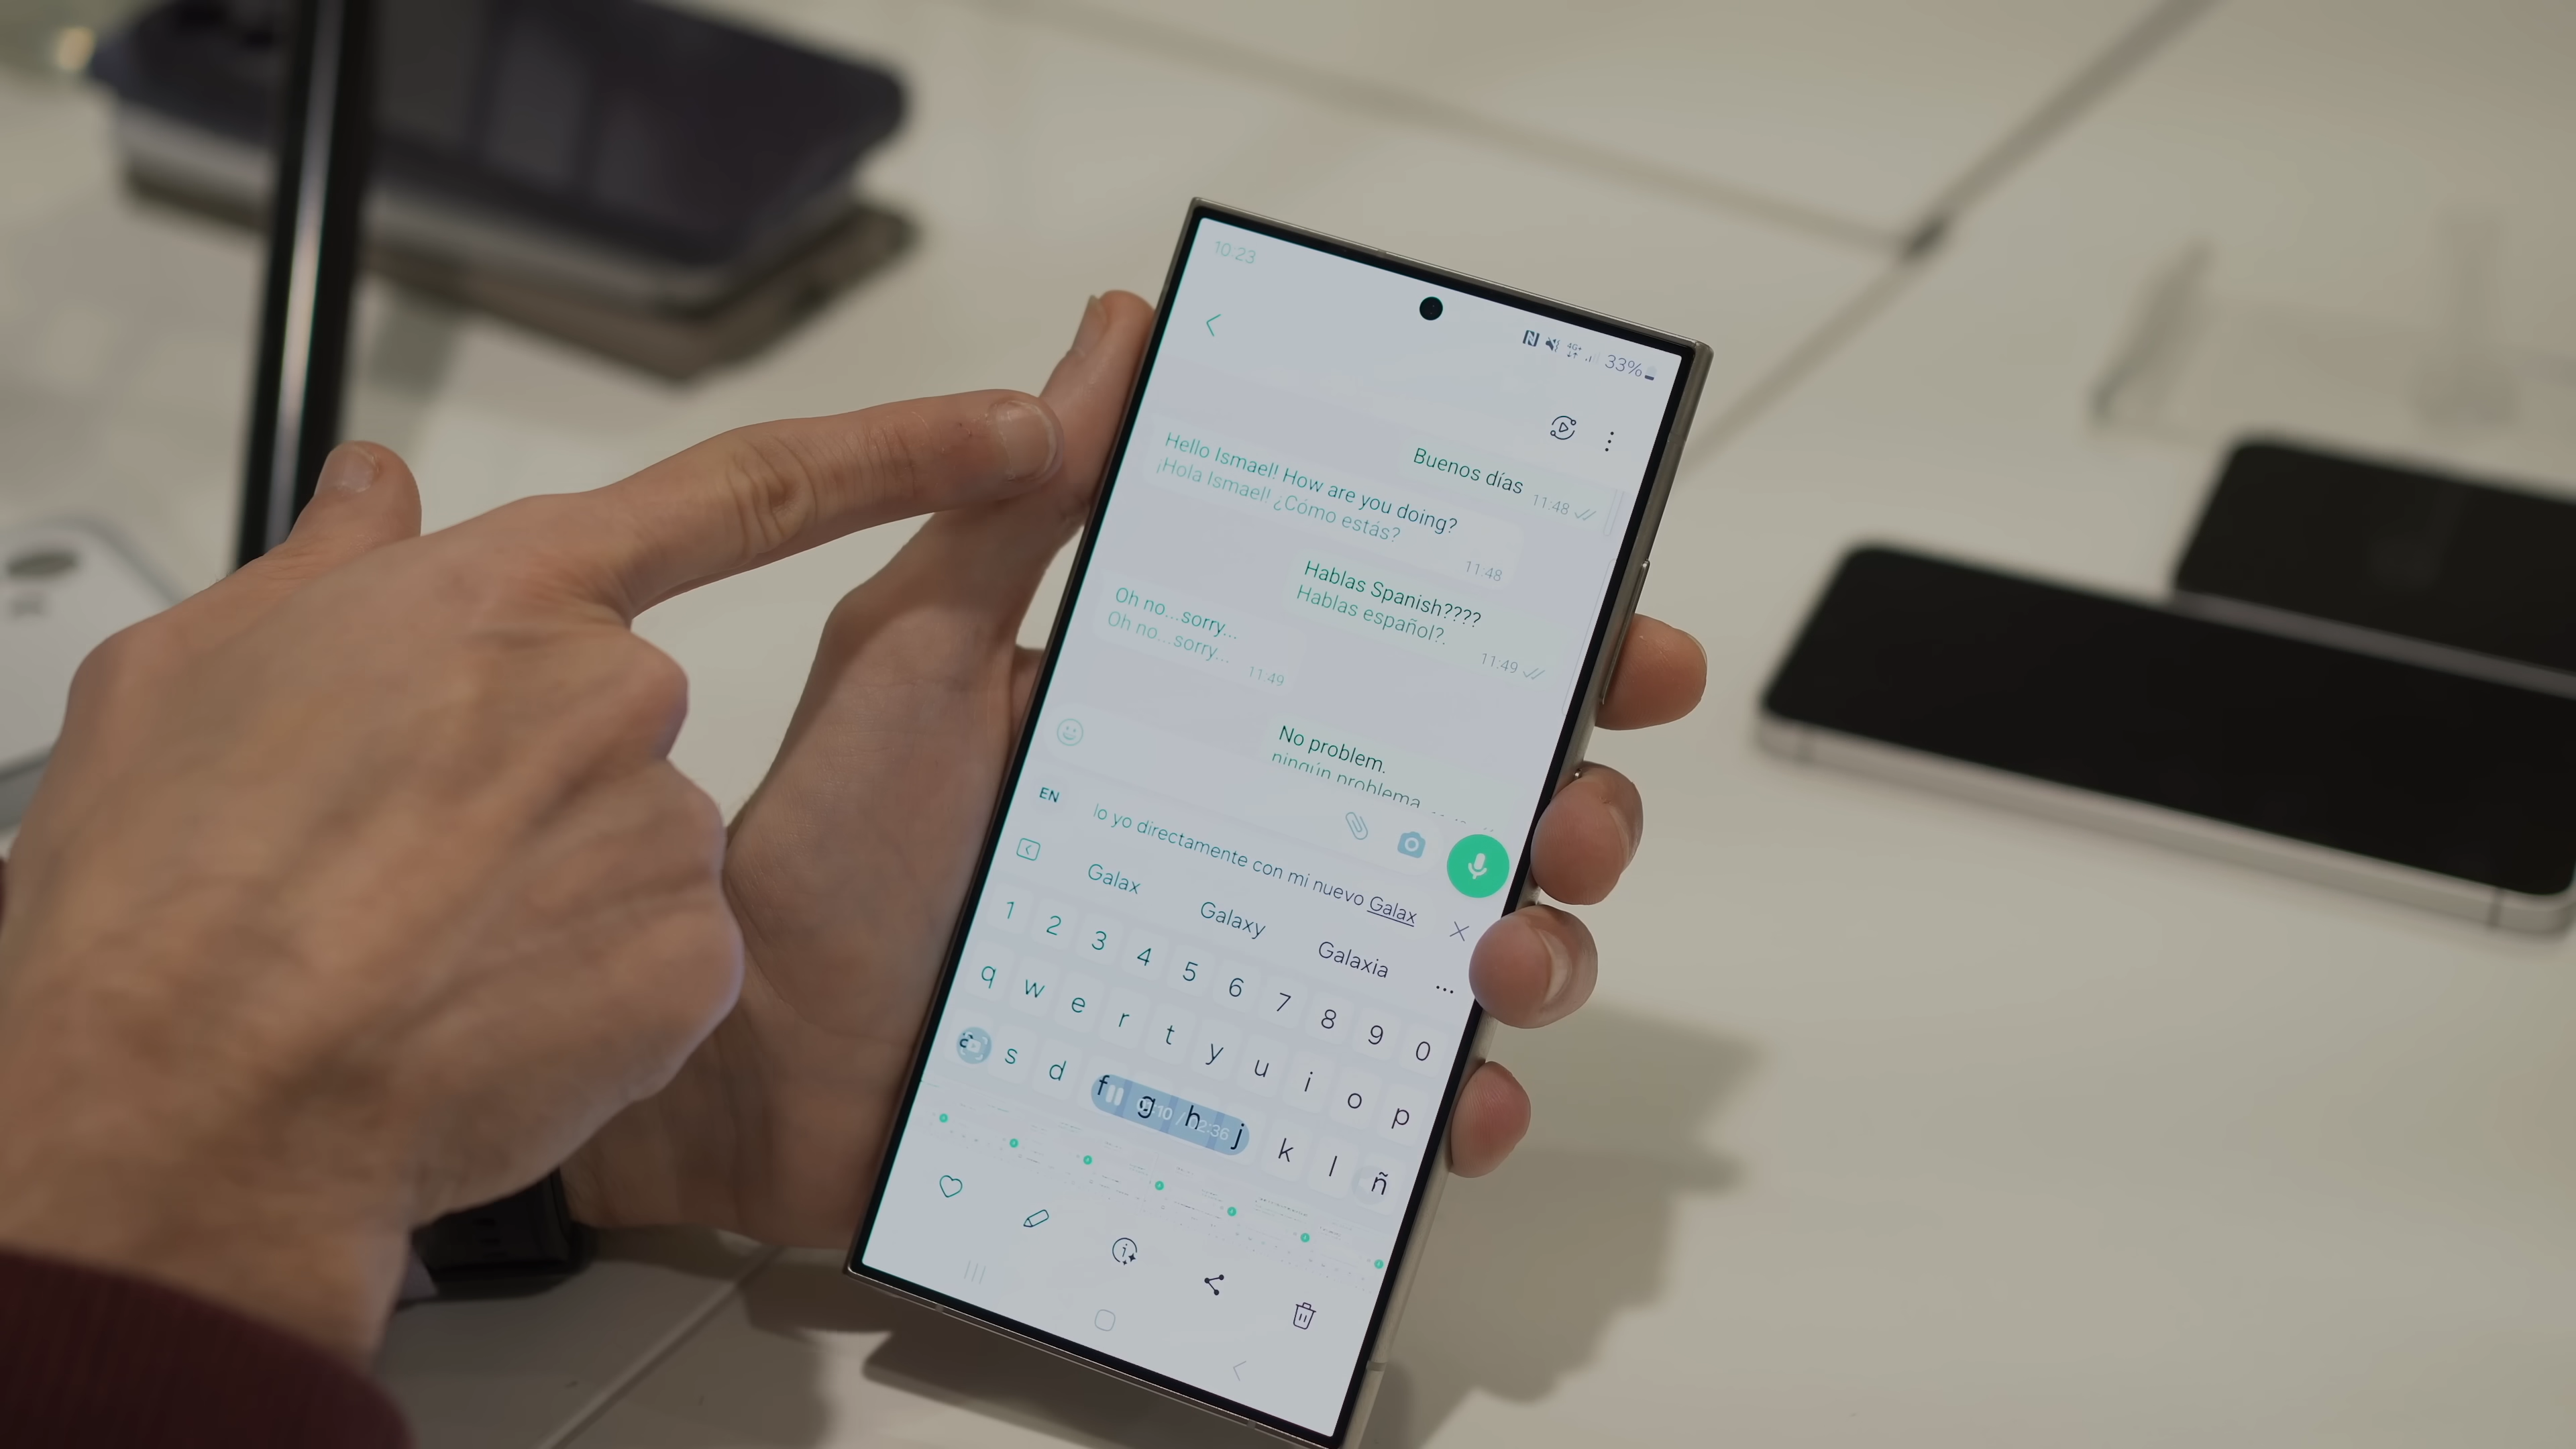 10:23
4G+ 33%
Buenos días
11:48
Hello Ismael! How are you doing?
¡Hola Ismael! ¿Cómo estás?
11:48
Hablas Spanish????
Hablas español?.
11:49
Oh no...sorry...
Oh no...sorry...
11:49
No problem.
ningún problema
EN
lo yo directamente con mi nuevo Galax
Galax Galaxy Galaxia ...
1 2 3 4 5 6 7 8 9 0
q w e r t y u i o p
a s d f g h j k l ñ